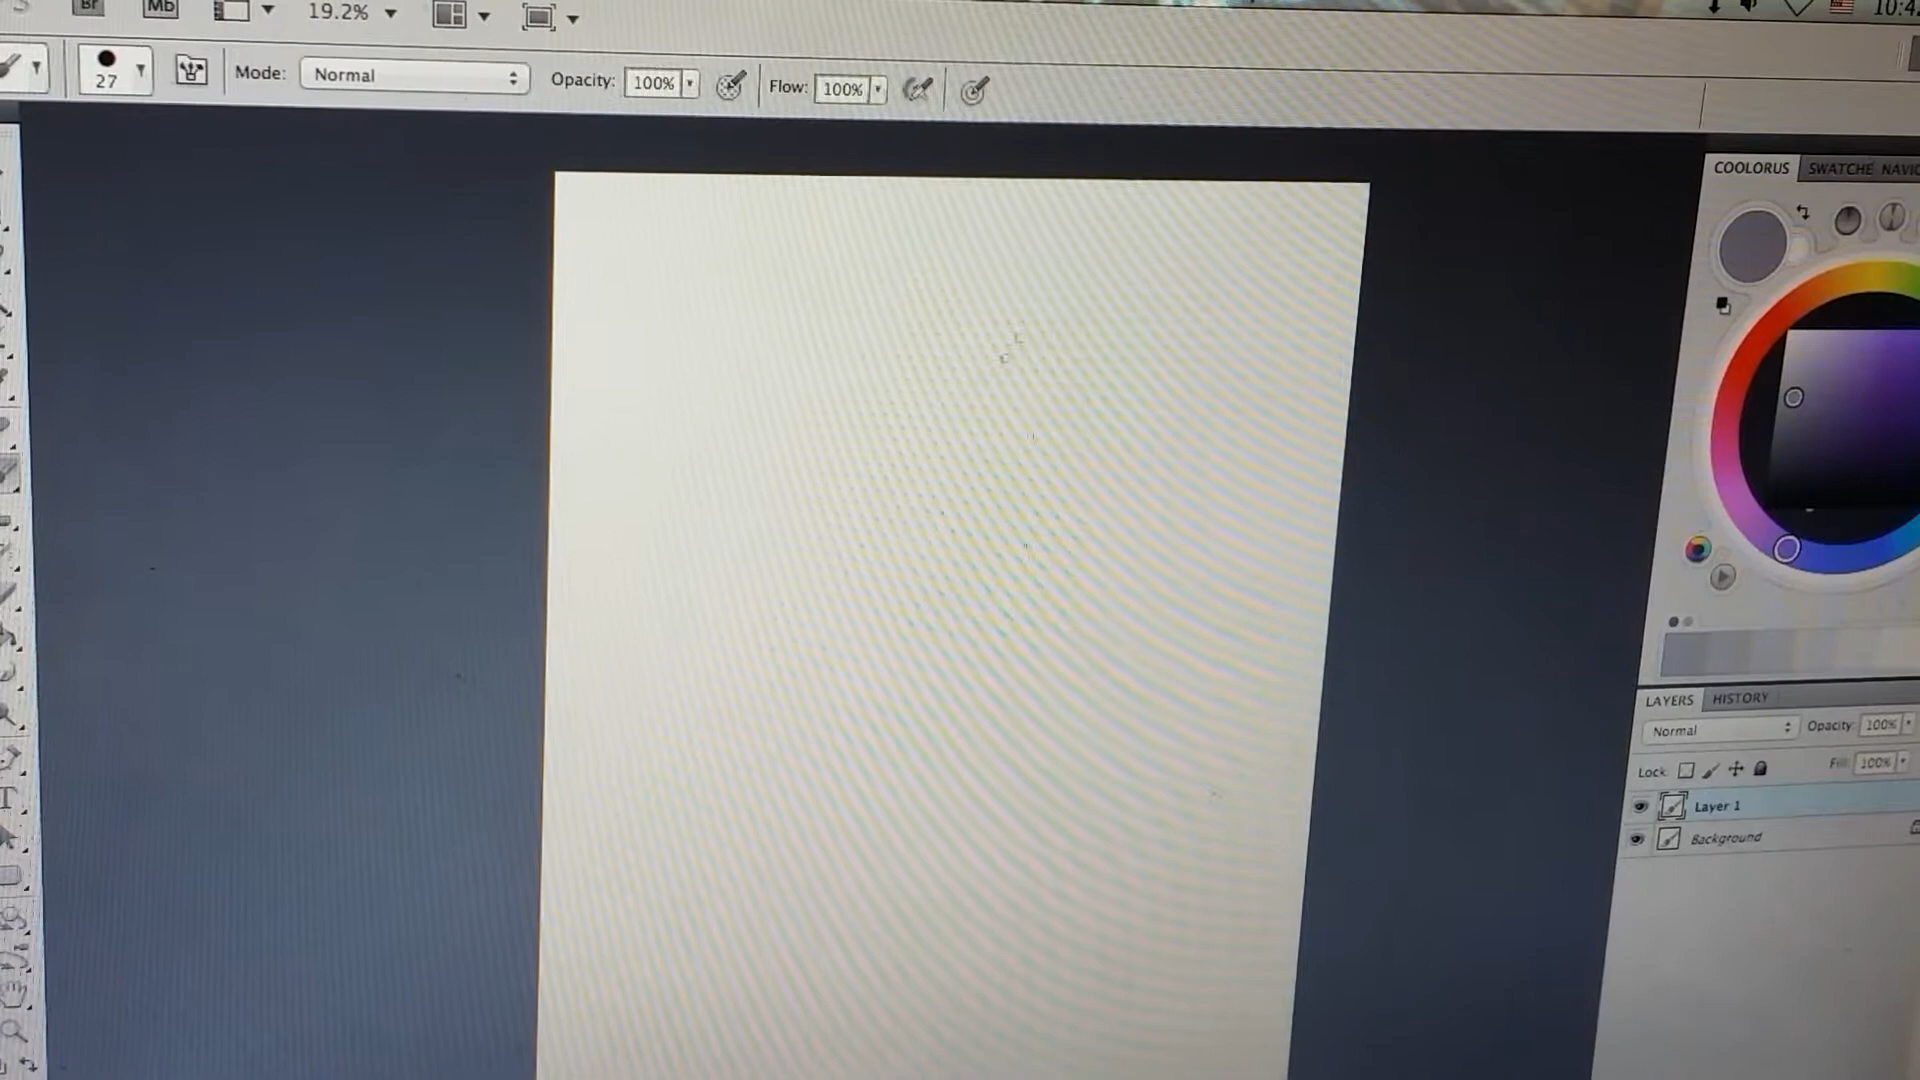 Br Mb 19.2%
27 Mode: Normal Opacity: 100% Flow: 100%
COOLORUS SWATCHE
LAYERS HISTORY
Normal Opacity: 100%
Lock: Fill: 100%
Layer 1
Background
T